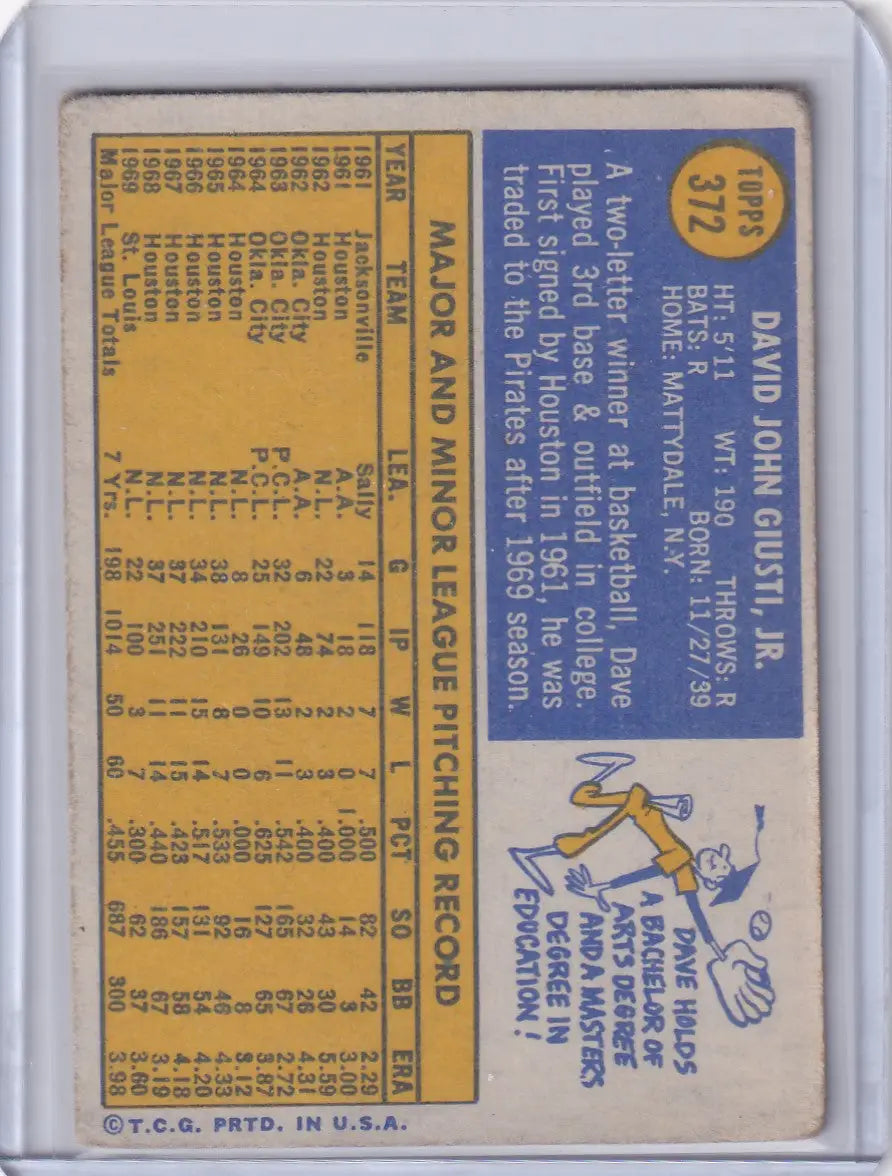 TOPPS
372
DAVID JOHN GIUSTI, JR.
HT: 5'11 WT: 190 THROWS: R
BATS: R BORN: 11/27/39
HOME: MATTYDALE, N.Y.
A two-letter winner at basketball, Dave
played 3rd base & outfield in college.
First signed by Houston in 1961, he was
traded to the Pirates after 1969 season.
DAVE HOLDS
A BACHELOR OF
ARTS DEGREE
AND A MASTERS
DEGREE IN
EDUCATION!
MAJOR AND MINOR LEAGUE PITCHING RECORD
YEAR TEAM LEA. G IP W L PCT SO BB ERA
1961 Jacksonville Sally 14 118 7 7 .500 82 42 2.29
1961 Houston A.A. 3 18 2 0 1.000 14 3 3.00
1962 Houston N.L. 22 74 2 3 .400 43 30 5.59
1962 Okla. City A.A. 6 48 2 3 .400 32 26 4.31
1963 Okla. City P.C.L. 32 202 13 11 .542 165 67 2.72
1964 Okla. City P.C.L. 25 149 10 6 .625 127 65 3.87
1964 Houston N.L. 8 26 0 0 .000 16 8 3.12
1965 Houston N.L. 38 131 8 7 .533 92 46 4.33
1966 Houston N.L. 34 210 15 14 .517 131 54 4.20
1967 Houston N.L. 37 222 11 15 .423 157 58 4.18
1968 Houston N.L. 37 251 11 14 .440 186 67 3.19
1969 St. Louis N.L. 22 100 3 7 .300 62 37 3.60
Major League Totals 7 Yrs. 198 1014 50 60 .455 687 300 3.98
©T.C.G. PRTD. IN U.S.A.